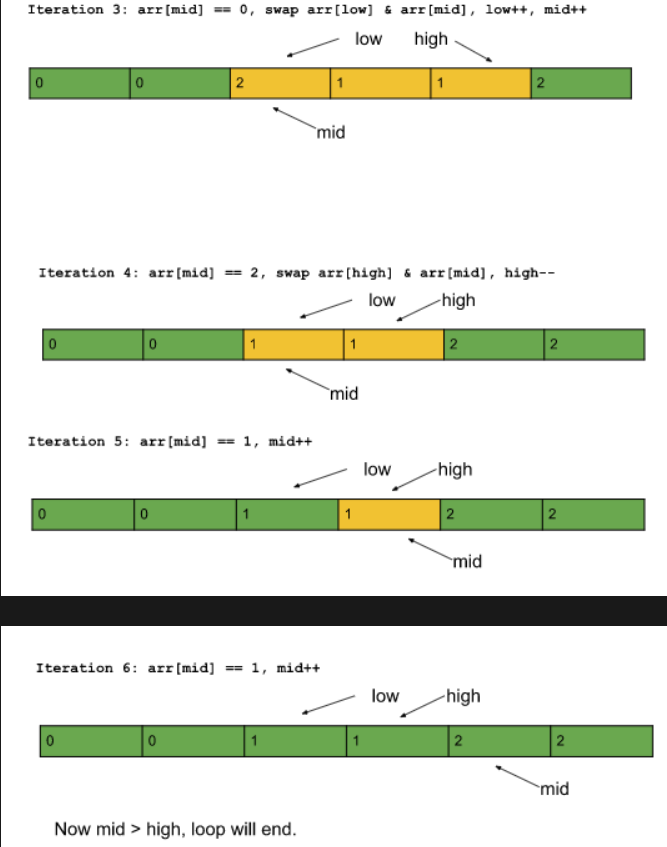 Iteration 3: arr[mid] == 0, swap arr[low] & arr[mid], low++, mid++
low high
0 0 2 1 1 2
mid
Iteration 4: arr[mid] == 2, swap arr[high] & arr[mid], high--
low high
0 0 1 1 2 2
mid
Iteration 5: arr[mid] == 1, mid++
low high
0 0 1 1 2 2
mid
Iteration 6: arr[mid] == 1, mid++
low high
0 0 1 1 2 2
mid
Now mid > high, loop will end.